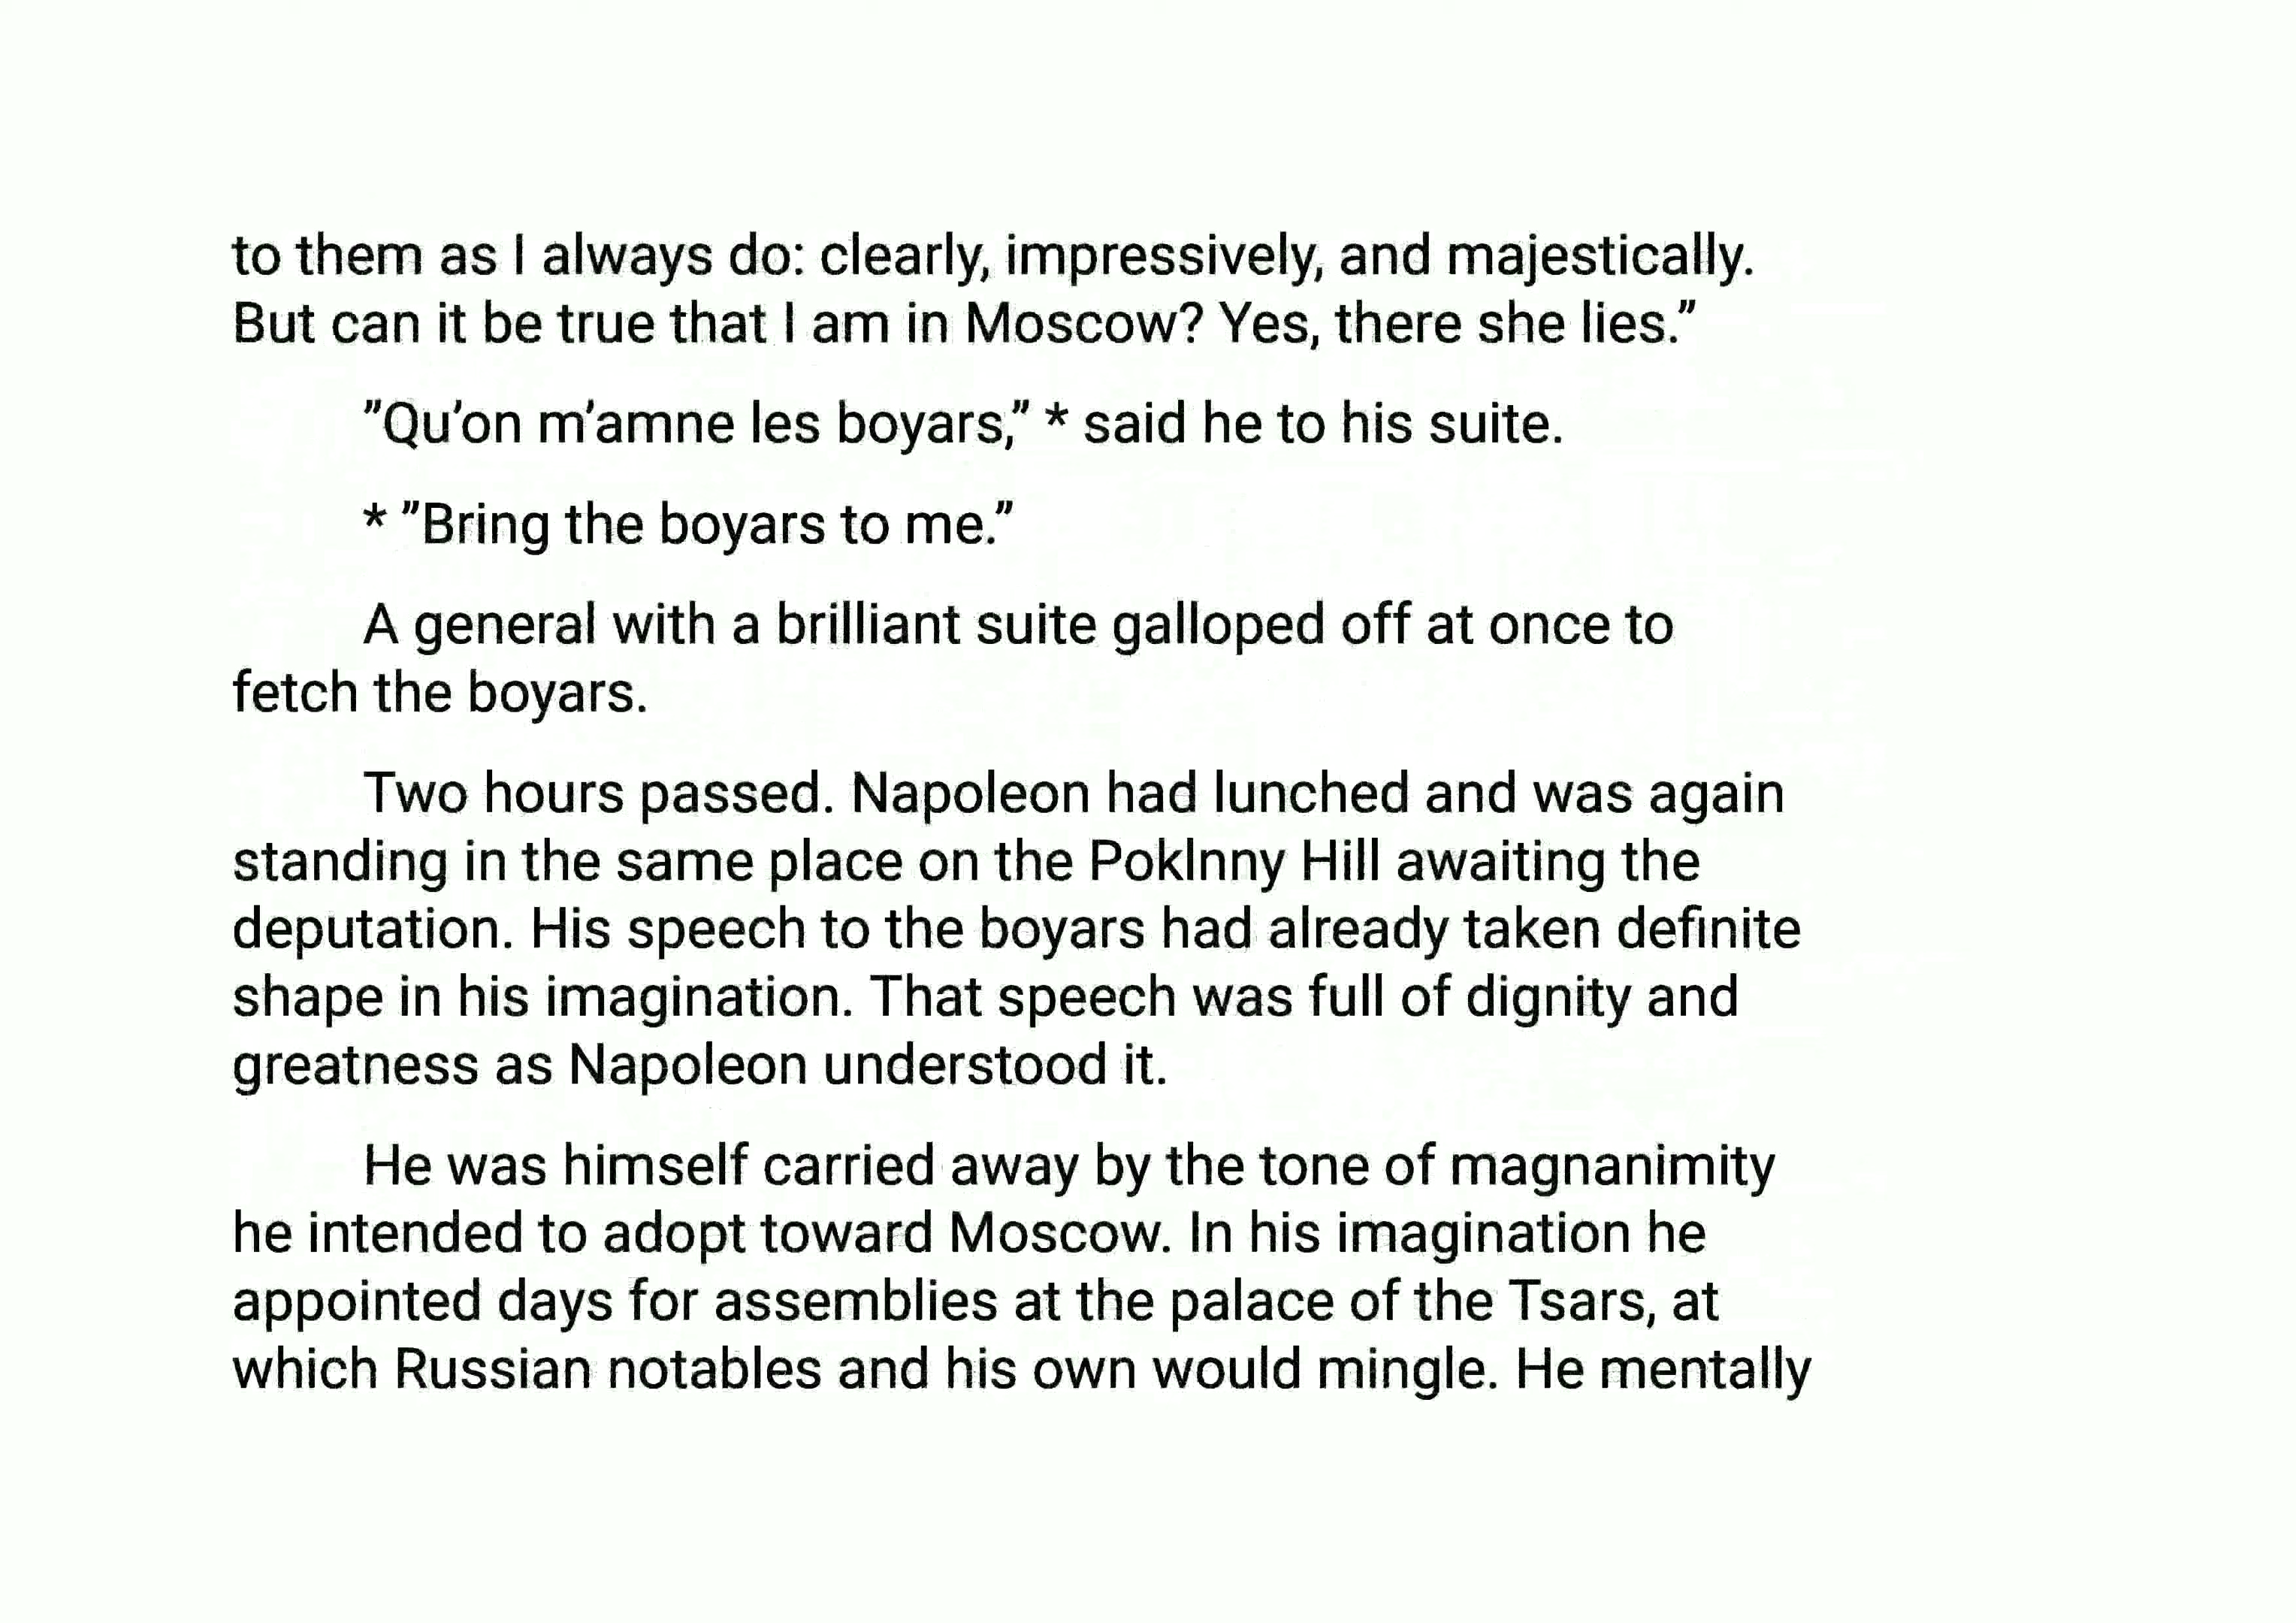 to them as I always do: clearly, impressively, and majestically.
But can it be true that I am in Moscow? Yes, there she lies.”
”Qu’on m’amne les boyars,” * said he to his suite.
* ”Bring the boyars to me.”
A general with a brilliant suite galloped off at once to
fetch the boyars.
Two hours passed. Napoleon had lunched and was again
standing in the same place on the Poklnny Hill awaiting the
deputation. His speech to the boyars had already taken definite
shape in his imagination. That speech was full of dignity and
greatness as Napoleon understood it.
He was himself carried away by the tone of magnanimity
he intended to adopt toward Moscow. In his imagination he
appointed days for assemblies at the palace of the Tsars, at
which Russian notables and his own would mingle. He mentally